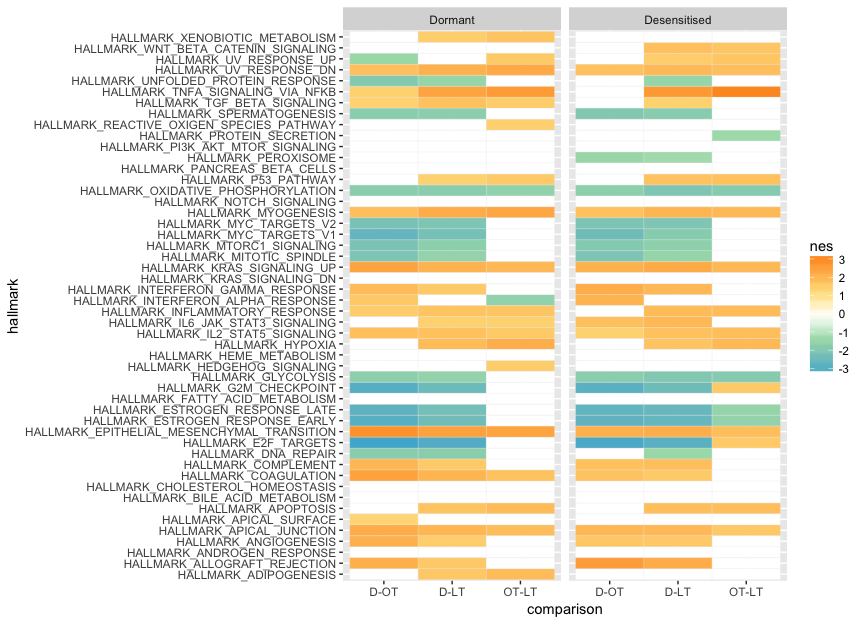 Dormant
Desensitised
hallmark
HALLMARK_XENOBIOTIC_METABOLISM
HALLMARK_WNT_BETA_CATENIN_SIGNALING
HALLMARK_UV_RESPONSE_UP
HALLMARK_UV_RESPONSE_DN
HALLMARK_UNFOLDED_PROTEIN_RESPONSE
HALLMARK_TNFA_SIGNALING_VIA_NFKB
HALLMARK_TGF_BETA_SIGNALING
HALLMARK_SPERMATOGENESIS
HALLMARK_REACTIVE_OXIGEN_SPECIES_PATHWAY
HALLMARK_PROTEIN_SECRETION
HALLMARK_PI3K_AKT_MTOR_SIGNALING
HALLMARK_PEROXISOME
HALLMARK_PANCREAS_BETA_CELLS
HALLMARK_P53_PATHWAY
HALLMARK_OXIDATIVE_PHOSPHORYLATION
HALLMARK_NOTCH_SIGNALING
HALLMARK_MYOGENESIS
HALLMARK_MYC_TARGETS_V2
HALLMARK_MYC_TARGETS_V1
HALLMARK_MTORC1_SIGNALING
HALLMARK_MITOTIC_SPINDLE
HALLMARK_KRAS_SIGNALING_UP
HALLMARK_KRAS_SIGNALING_DN
HALLMARK_INTERFERON_GAMMA_RESPONSE
HALLMARK_INTERFERON_ALPHA_RESPONSE
HALLMARK_INFLAMMATORY_RESPONSE
HALLMARK_IL6_JAK_STAT3_SIGNALING
HALLMARK_IL2_STAT5_SIGNALING
HALLMARK_HYPOXIA
HALLMARK_HEME_METABOLISM
HALLMARK_HEDGEHOG_SIGNALING
HALLMARK_GLYCOLYSIS
HALLMARK_G2M_CHECKPOINT
HALLMARK_FATTY_ACID_METABOLISM
HALLMARK_ESTROGEN_RESPONSE_LATE
HALLMARK_ESTROGEN_RESPONSE_EARLY
HALLMARK_EPITHELIAL_MESENCHYMAL_TRANSITION
HALLMARK_E2F_TARGETS
HALLMARK_DNA_REPAIR
HALLMARK_COMPLEMENT
HALLMARK_COAGULATION
HALLMARK_CHOLESTEROL_HOMEOSTASIS
HALLMARK_BILE_ACID_METABOLISM
HALLMARK_APOPTOSIS
HALLMARK_APICAL_SURFACE
HALLMARK_APICAL_JUNCTION
HALLMARK_ANGIOGENESIS
HALLMARK_ANDROGEN_RESPONSE
HALLMARK_ALLOGRAFT_REJECTION
HALLMARK_ADIPOGENESIS
D-OT D-LT OT-LT D-OT D-LT OT-LT
comparison
nes
3
2
1
0
-1
-2
-3